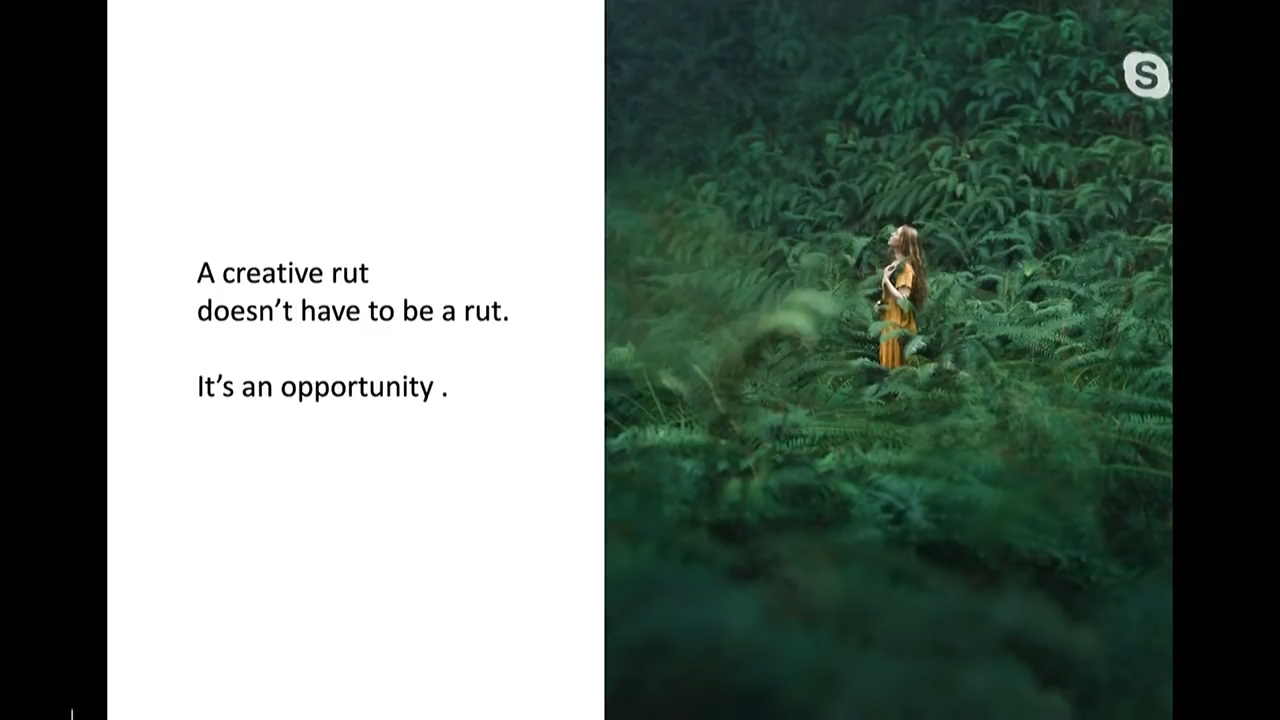 A creative rut
doesn’t have to be a rut.
It’s an opportunity .
S